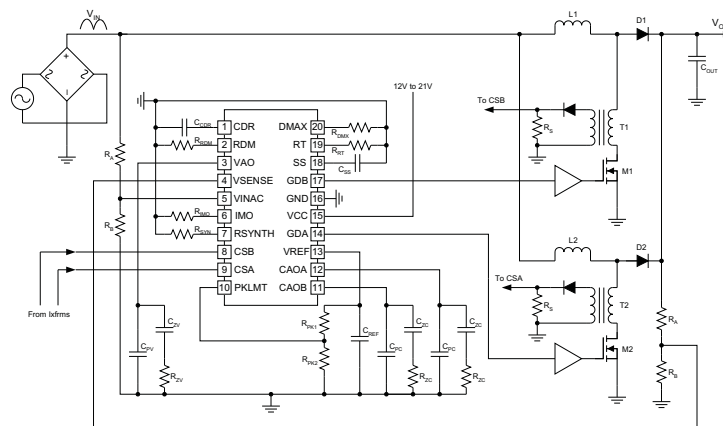 VIN
L1
D1
VO
COUT
12V to 21V
To CSB
RS
T1
M1
CCDR
1 CDR
DMAX 20
RDMX
RRDM
2 RDM
RT 19
RRT
3 VAO
SS 18
CSS
4 VSENSE
GDB 17
5 VINAC
GND 16
RIMO
6 IMO
VCC 15
RSYN
7 RSYNTH
GDA 14
8 CSB
VREF 13
9 CSA
CAOA 12
10 PKLMT
CAOB 11
RA
RB
From Ixfrms
L2
D2
To CSA
RS
T2
M2
CZV
CPV
RZV
RPK1
RPK2
CREF
CPC
CZC
RZC
CPC
CZC
RZC
RA
RB